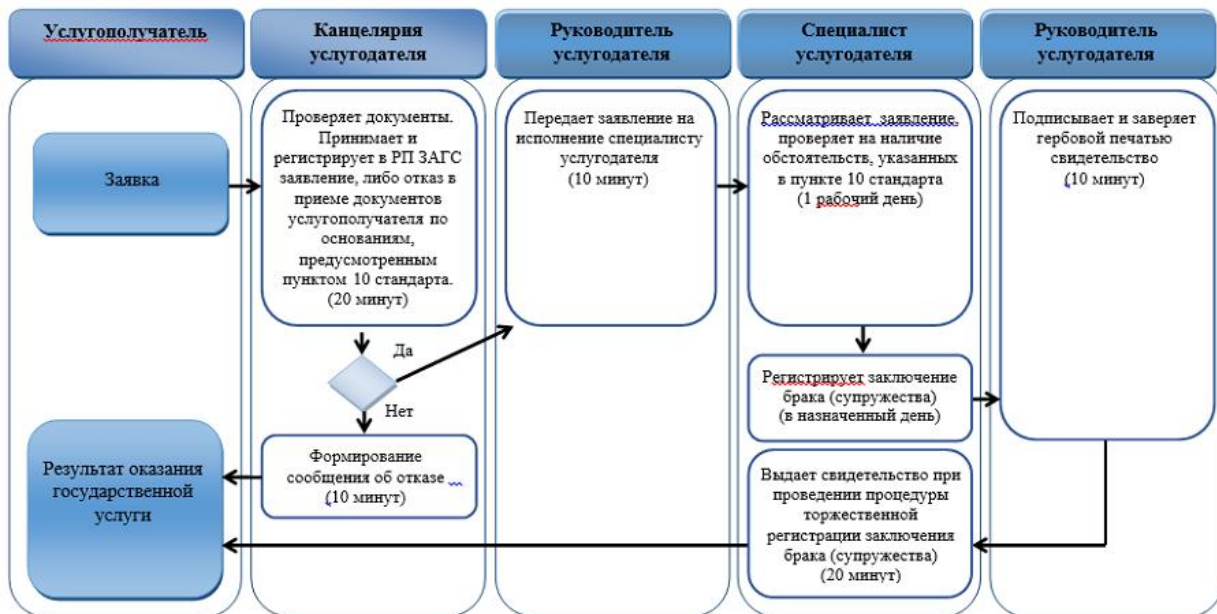 Услугополучатель
Канцелярия
услугодателя
Руководитель
услугодателя
Специалист
услугодателя
Руководитель
услугодателя
Заявка
Проверяет документы.
Принимает и
регистрирует в РП ЗАГС
заявление, либо отказ в
приеме документов
услугополучателя по
основаниям,
предусмотренным
пунктом 10 стандарта.
(20 минут)
Передает заявление на
исполнение специалисту
услугодателя
(10 минут)
Рассматривает заявление,
проверяет на наличие
обстоятельств, указанных
в пункте 10 стандарта
(1 рабочий день)
Подписывает и заверяет
гербовой печатью
свидетельство
(10 минут)
Да
Нет
Регистрирует заключение
брака (супружества)
(в назначенный день)
Результат оказания
государственной
услуги
Формирование
сообщения об отказе
(10 минут)
Выдает свидетельство при
проведении процедуры
торжественной
регистрации заключения
брака (супружества)
(20 минут)